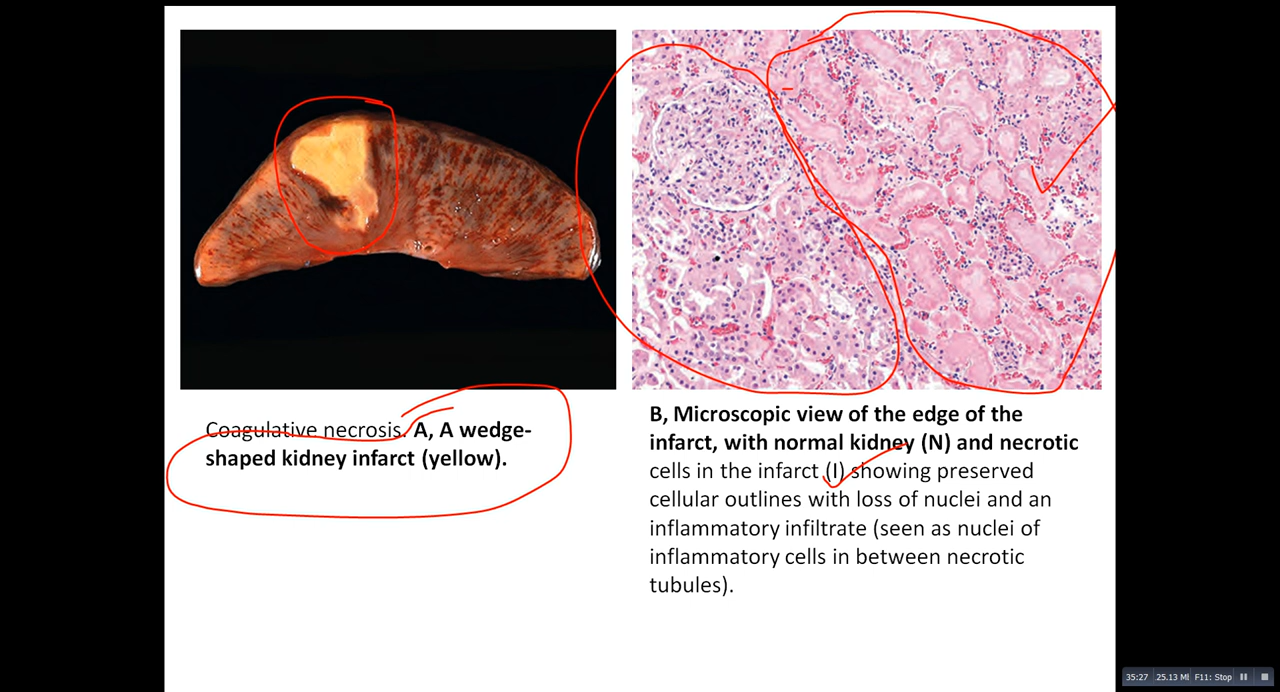 Coagulative necrosis. A, A wedge-
shaped kidney infarct (yellow).
B, Microscopic view of the edge of the
infarct, with normal kidney (N) and necrotic
cells in the infarct (I) showing preserved
cellular outlines with loss of nuclei and an
inflammatory infiltrate (seen as nuclei of
inflammatory cells in between necrotic
tubules).
35:27 25.13 MI F11: Stop